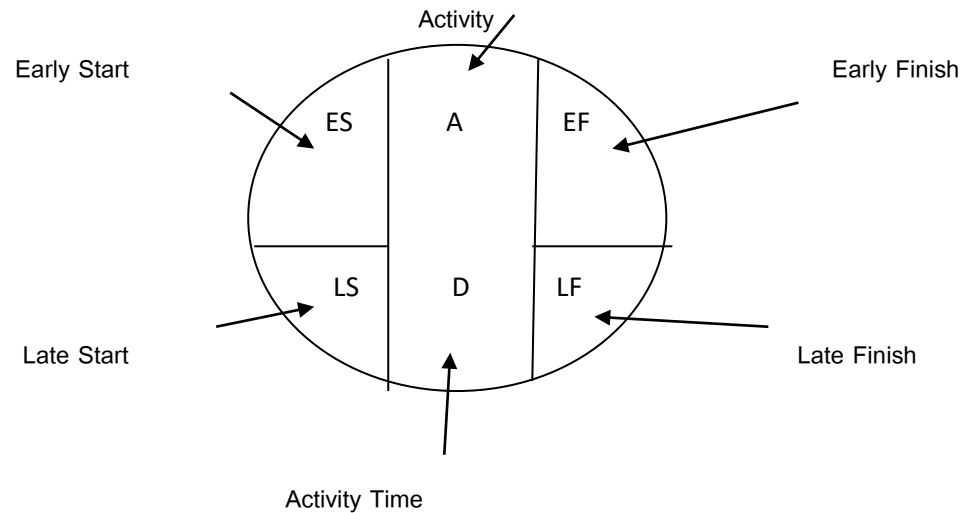 Activity
Early Start
Early Finish
ES A EF
LS D LF
Late Start
Late Finish
Activity Time